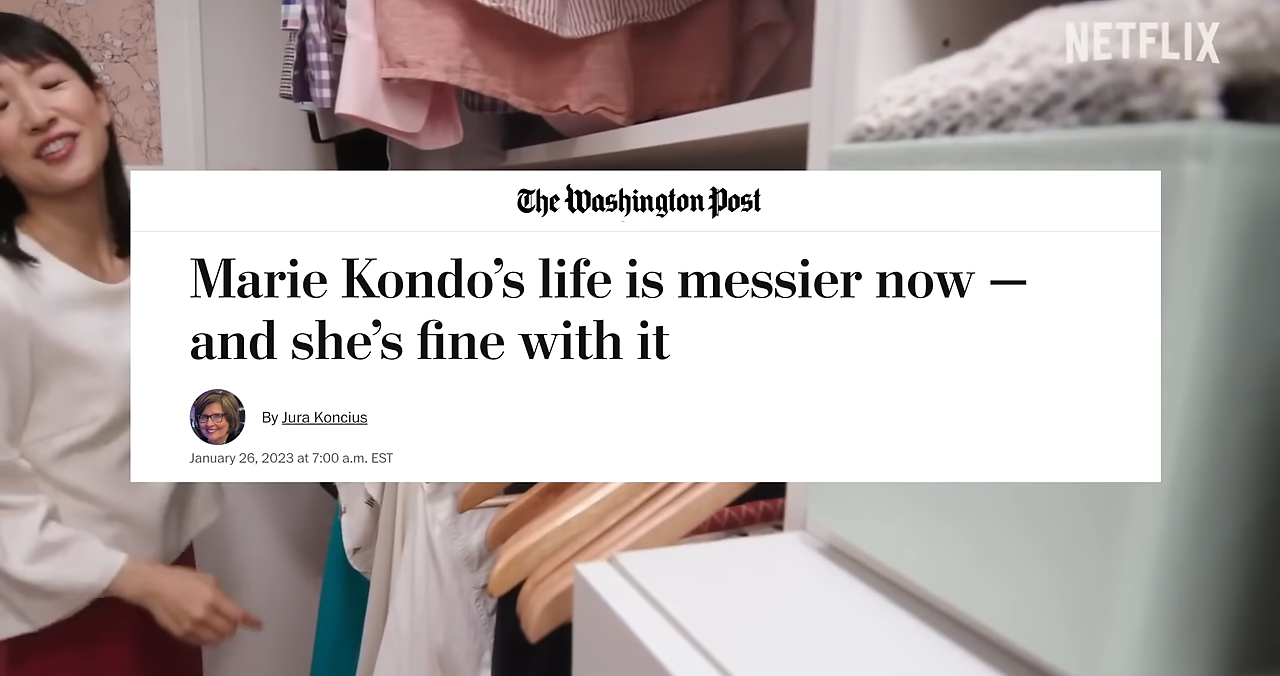 NETFLIX
The Washington Post
Marie Kondo’s life is messier now —
and she’s fine with it
By Jura Koncius
January 26, 2023 at 7:00 a.m. EST